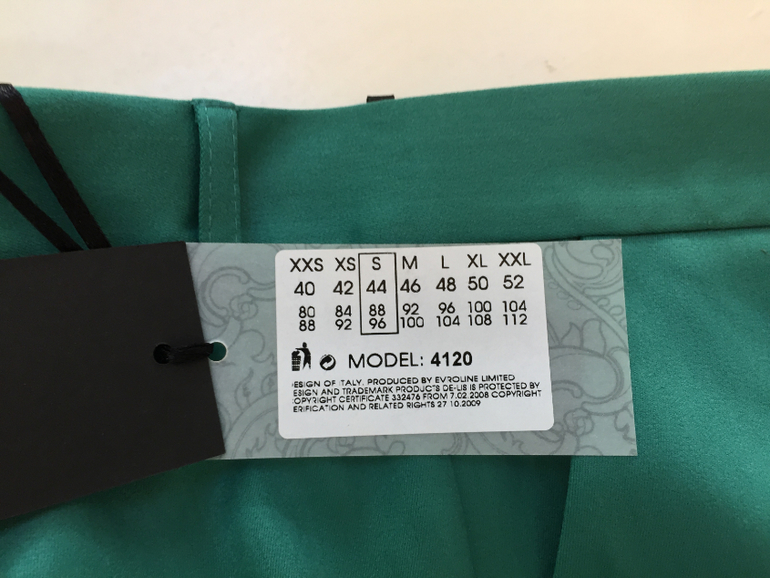 XXS XS S M L XL XXL
40 42 44 46 48 50 52
80 84 88 92 96 100 104
88 92 96 100 104 108 112
MODEL: 4120
ESIGN OF ITALY. PRODUCED BY EVROLINE LIMITED
ESIGN AND TRADEMARK PRODUCTS DE-LIS IS PROTECTED BY
OPYRIGHT CERTIFICATE 332476 FROM 7.02.2008 COPYRIGHT
ERIFICATION AND RELATED RIGHTS 27 10.2009